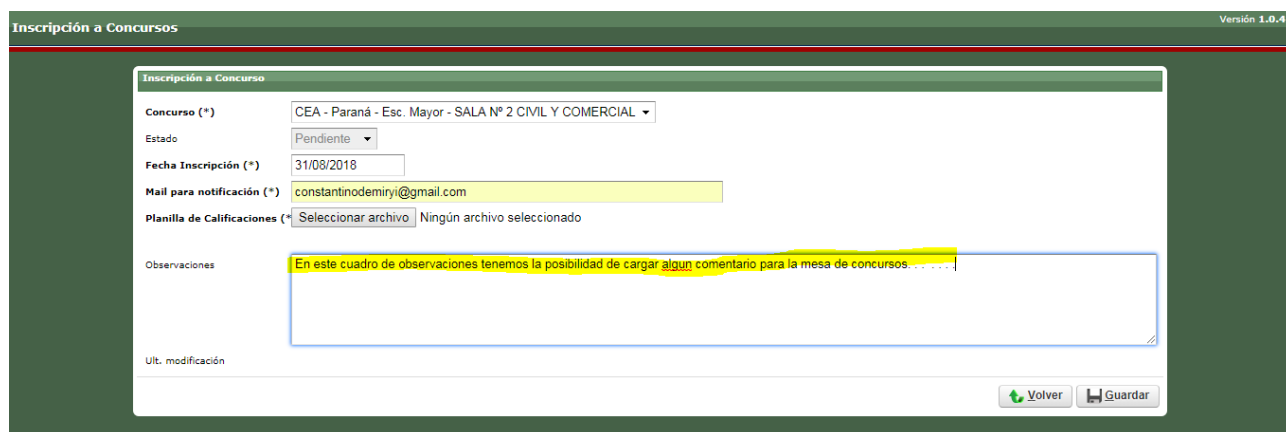 Inscripción a Concursos
Versión 1.0.4
Inscripción a Concurso
Concurso (*) CEA - Paraná - Esc. Mayor - SALA Nº 2 CIVIL Y COMERCIAL
Estado Pendiente
Fecha Inscripción (*) 31/08/2018
Mail para notificación (*) constantinodemiryi@gmail.com
Planilla de Calificaciones (* Seleccionar archivo Ningún archivo seleccionado
Observaciones En este cuadro de observaciones tenemos la posibilidad de cargar algun comentario para la mesa de concursos. . . . . . .
Ult. modificación
Volver Guardar